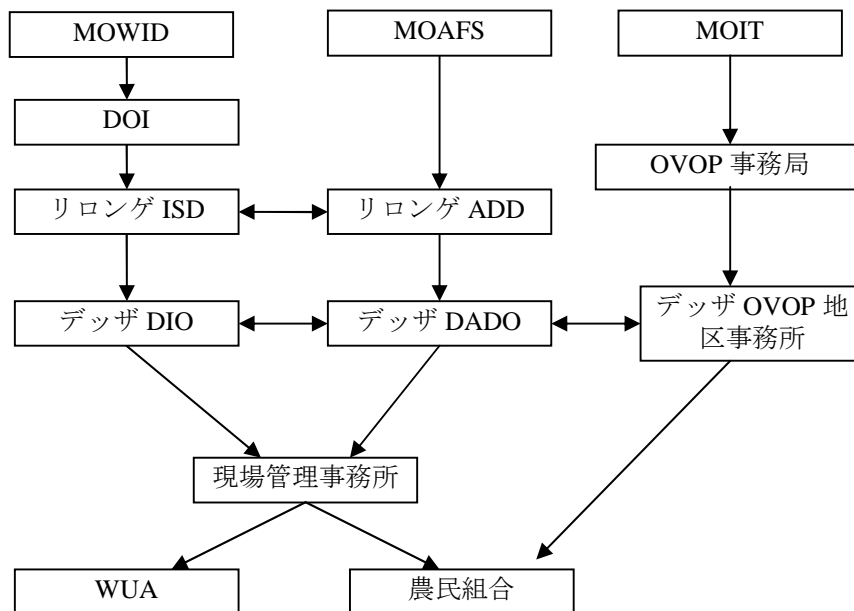 MOWID
MOAFS
MOIT
DOI
OVOP 事務局
リロンゲ ISD
リロンゲ ADD
デッザ DIO
デッザ DADO
デッザ OVOP 地
区事務所
現場管理事務所
WUA
農民組合